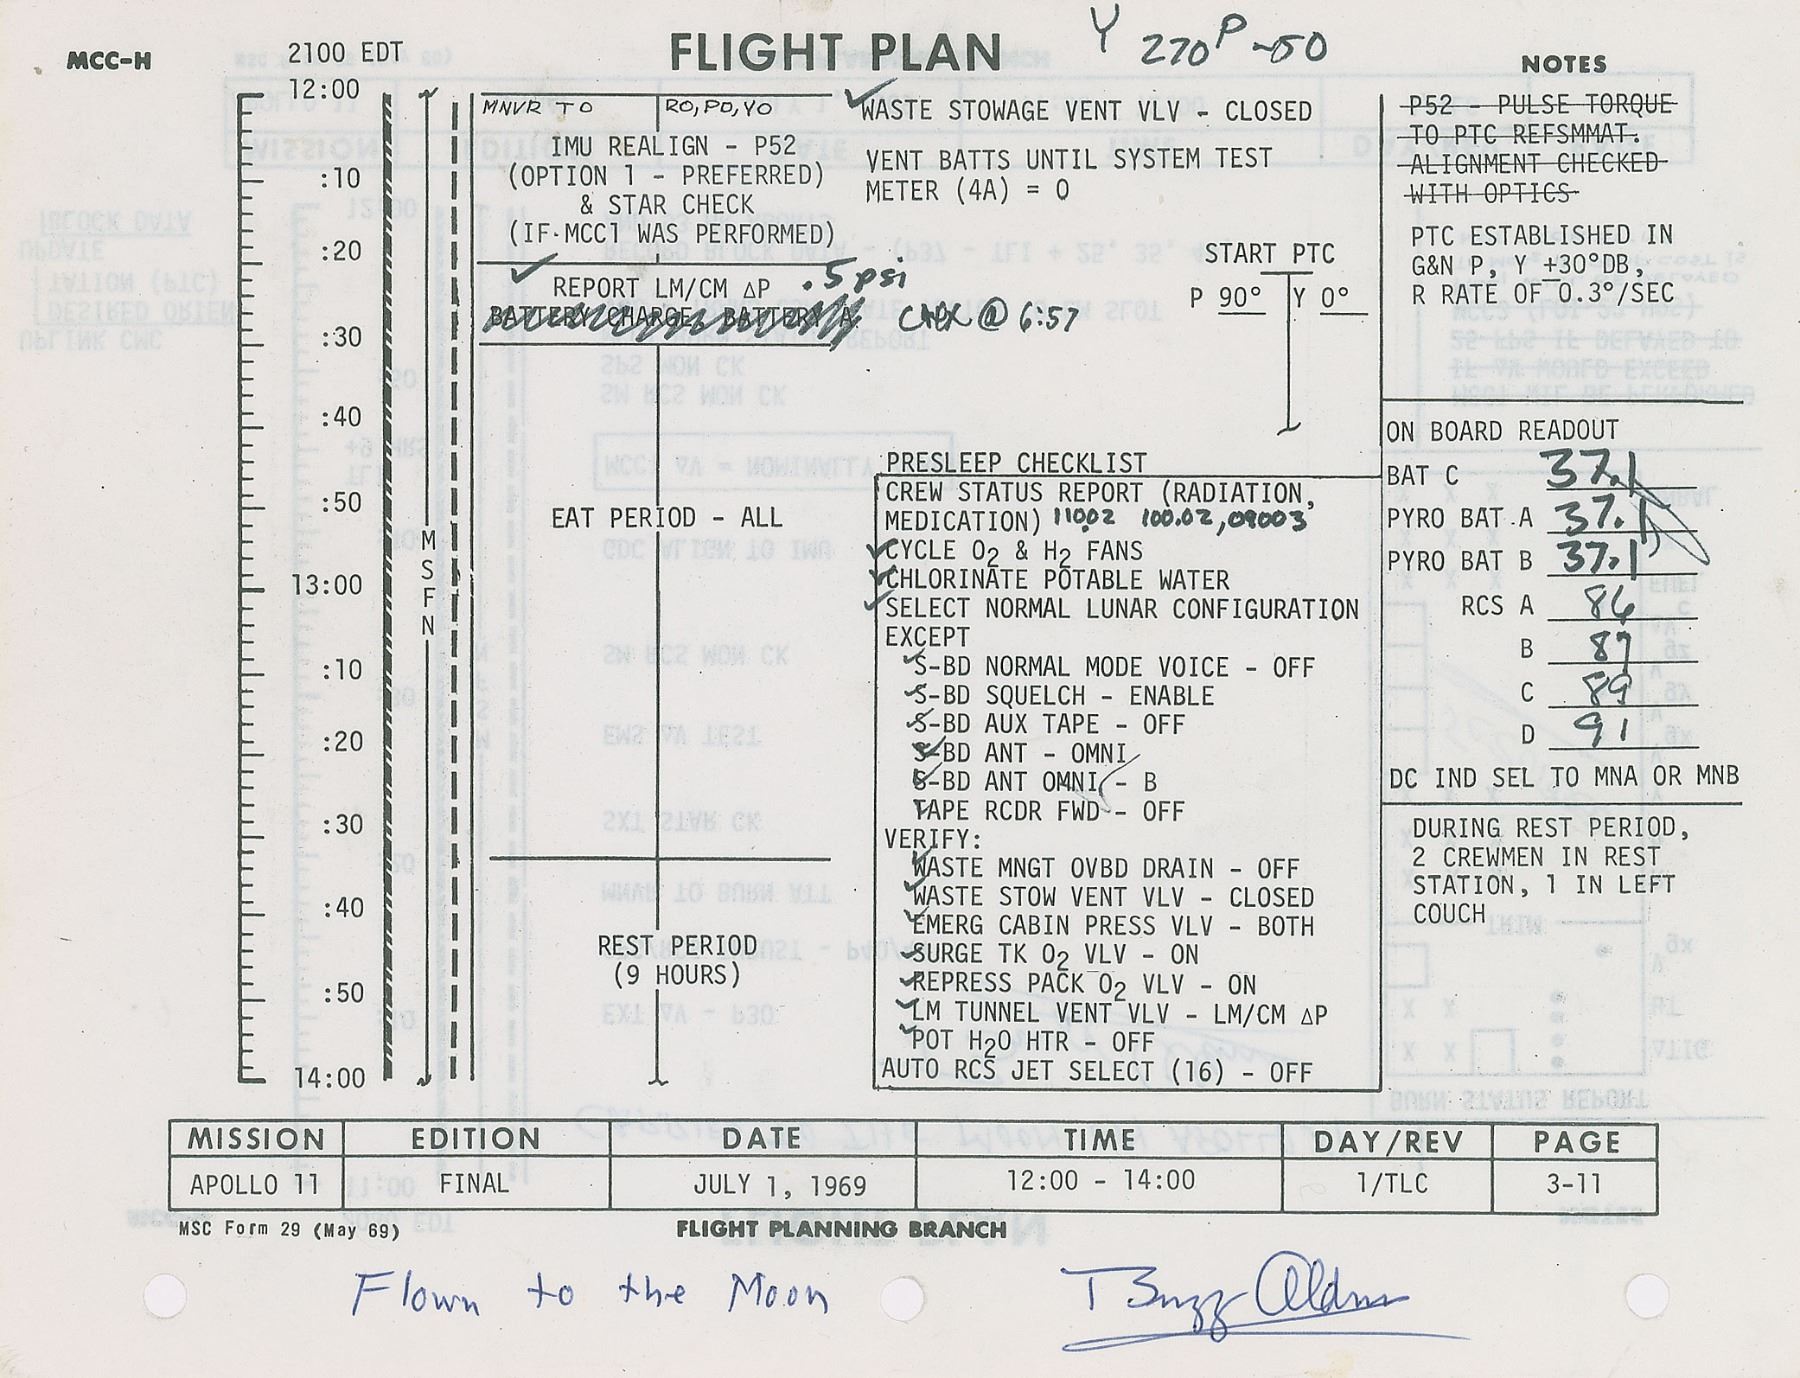 MCC-H
2100 EDT
FLIGHT PLAN
Y 270 P -50
NOTES
12:00
:10
:20
:30
:40
:50
13:00
:10
:20
:30
:40
:50
14:00
MSFN
MNVR TO RO, PO, YO
IMU REALIGN - P52
(OPTION 1 - PREFERRED)
& STAR CHECK
(IF MCC1 WAS PERFORMED)
REPORT LM/CM ΔP .5 psi
BATTERY CHARGE, BATTERY A
@ 6:57
EAT PERIOD - ALL
REST PERIOD
(9 HOURS)
WASTE STOWAGE VENT VLV - CLOSED
VENT BATTS UNTIL SYSTEM TEST
METER (4A) = 0
START PTC
P 90° Y 0°
PRESLEEP CHECKLIST
CREW STATUS REPORT (RADIATION,
MEDICATION) 11002 100.02, 09003
CYCLE O2 & H2 FANS
CHLORINATE POTABLE WATER
SELECT NORMAL LUNAR CONFIGURATION
EXCEPT
S-BD NORMAL MODE VOICE - OFF
S-BD SQUELCH - ENABLE
S-BD AUX TAPE - OFF
S-BD ANT - OMNI
S-BD ANT OMNI - B
TAPE RCDR FWD - OFF
VERIFY:
WASTE MNGT OVBD DRAIN - OFF
WASTE STOW VENT VLV - CLOSED
EMERG CABIN PRESS VLV - BOTH
SURGE TK O2 VLV - ON
REPRESS PACK O2 VLV - ON
LM TUNNEL VENT VLV - LM/CM ΔP
POT H2O HTR - OFF
AUTO RCS JET SELECT (16) - OFF
P52 - PULSE TORQUE
TO PTC REFSMMAT.
ALIGNMENT CHECKED
WITH OPTICS
PTC ESTABLISHED IN
G&N P, Y +30°DB,
R RATE OF 0.3°/SEC
ON BOARD READOUT
BAT C 37.1
PYRO BAT A 37.1
PYRO BAT B 37.1
RCS A 86
B 87
C 89
D 91
DC IND SEL TO MNA OR MNB
DURING REST PERIOD,
2 CREWMEN IN REST
STATION, 1 IN LEFT
COUCH
MISSION EDITION DATE TIME DAY/REV PAGE
APOLLO 11 FINAL JULY 1, 1969 12:00 - 14:00 1/TLC 3-11
MSC Form 29 (May 69)
FLIGHT PLANNING BRANCH
Flown to the Moon
Buzz Aldrin